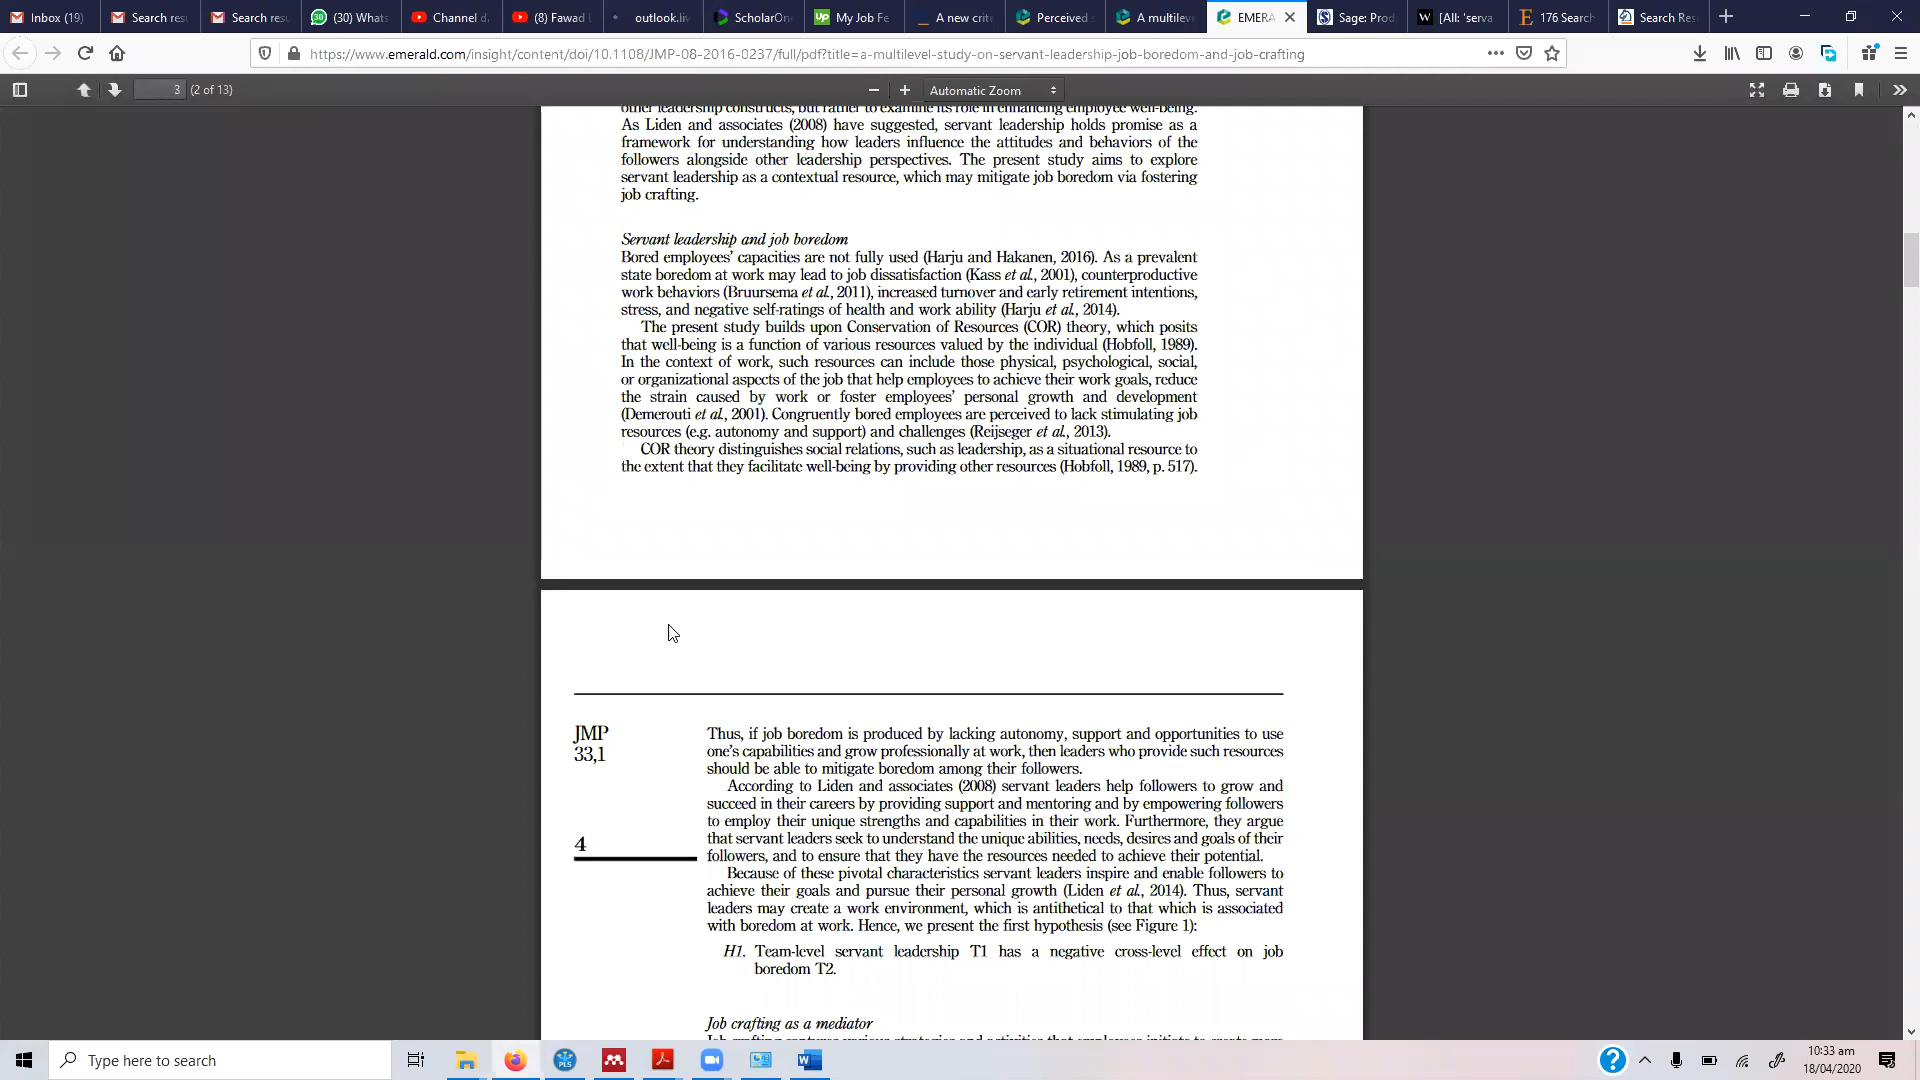 Inbox (19)
Search resu
Search resu
(30) Whats
Channel d
(8) Fawad
outlook.liv
ScholarOn
My Job Fe
A new crite
Perceived s
A multilev
EMERA
Sage: Prod
[All: 'serva
176 Search
Search Res
https://www.emerald.com/insight/content/doi/10.1108/JMP-08-2016-0237/full/pdf?title=a-multilevel-study-on-servant-leadership-job-boredom-and-job-crafting
3 (2 of 13)
Automatic Zoom
other leadership constructs, but rather to examine its role in enhancing employee well-being.
As Liden and associates (2008) have suggested, servant leadership holds promise as a
framework for understanding how leaders influence the attitudes and behaviors of the
followers alongside other leadership perspectives. The present study aims to explore
servant leadership as a contextual resource, which may mitigate job boredom via fostering
job crafting.
Servant leadership and job boredom
Bored employees' capacities are not fully used (Harju and Hakanen, 2016). As a prevalent
state boredom at work may lead to job dissatisfaction (Kass et al., 2001), counterproductive
work behaviors (Bruursema et al., 2011), increased turnover and early retirement intentions,
stress, and negative self-ratings of health and work ability (Harju et al., 2014).
The present study builds upon Conservation of Resources (COR) theory, which posits
that well-being is a function of various resources valued by the individual (Hobfoll, 1989).
In the context of work, such resources can include those physical, psychological, social,
or organizational aspects of the job that help employees to achieve their work goals, reduce
the strain caused by work or foster employees' personal growth and development
(Demerouti et al., 2001). Congruently bored employees are perceived to lack stimulating job
resources (e.g. autonomy and support) and challenges (Reijseger et al., 2013).
COR theory distinguishes social relations, such as leadership, as a situational resource to
the extent that they facilitate well-being by providing other resources (Hobfoll, 1989, p. 517).
JMP
33,1
4
Thus, if job boredom is produced by lacking autonomy, support and opportunities to use
one's capabilities and grow professionally at work, then leaders who provide such resources
should be able to mitigate boredom among their followers.
According to Liden and associates (2008) servant leaders help followers to grow and
succeed in their careers by providing support and mentoring and by empowering followers
to employ their unique strengths and capabilities in their work. Furthermore, they argue
that servant leaders seek to understand the unique abilities, needs, desires and goals of their
followers, and to ensure that they have the resources needed to achieve their potential.
Because of these pivotal characteristics servant leaders inspire and enable followers to
achieve their goals and pursue their personal growth (Liden et al., 2014). Thus, servant
leaders may create a work environment, which is antithetical to that which is associated
with boredom at work. Hence, we present the first hypothesis (see Figure 1):
H1. Team-level servant leadership T1 has a negative cross-level effect on job
boredom T2.
Job crafting as a mediator
Type here to search
10:33 am
18/04/2020